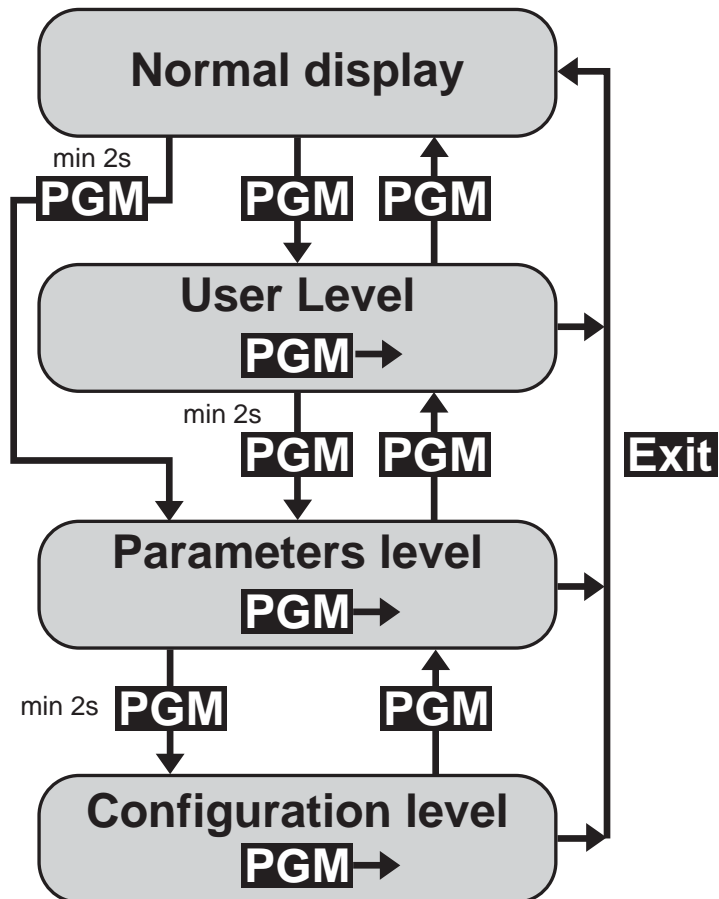 Normal display
min 2s
PGM PGM PGM
User Level
PGM
min 2s
PGM PGM
Exit
Parameters level
PGM
min 2s PGM PGM
Configuration level
PGM